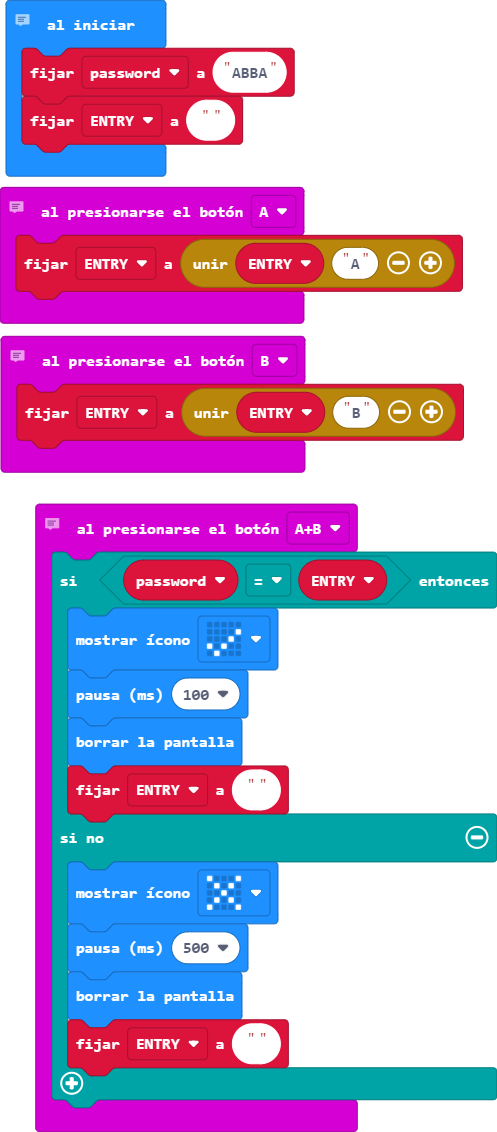 al iniciar
fijar password a "ABBA"
fijar ENTRY a " "
al presionarse el botón A
fijar ENTRY a unir ENTRY "A"
al presionarse el botón B
fijar ENTRY a unir ENTRY "B"
al presionarse el botón A+B
si password = ENTRY entonces
mostrar ícono
pausa (ms) 100
borrar la pantalla
fijar ENTRY a " "
si no
mostrar ícono
pausa (ms) 500
borrar la pantalla
fijar ENTRY a " "